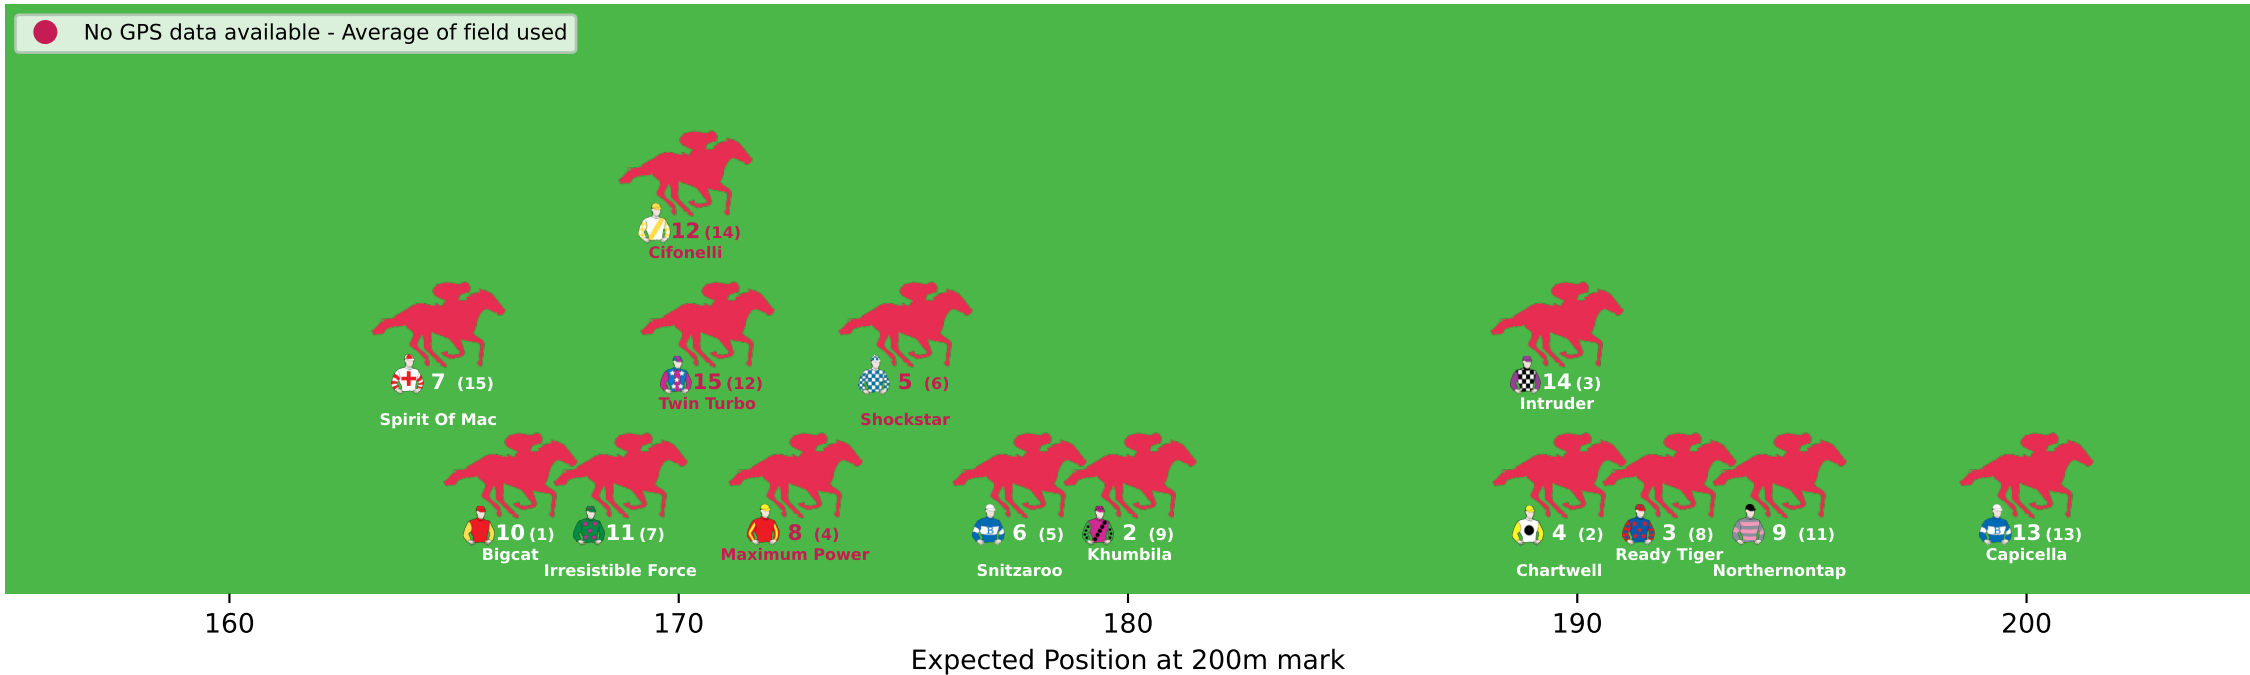 No GPS data available - Average of field used
12 (14)
Cifonelli
7 (15)
Spirit Of Mac
15 (12)
Twin Turbo
5 (6)
Shockstar
14 (3)
Intruder
10 (1)
Bigcat
11 (7)
Irresistible Force
8 (4)
Maximum Power
6 (5)
Snitzaroo
2 (9)
Khumbila
4 (2)
Chartwell
3 (8)
Ready Tiger
9 (11)
Northernontap
13 (13)
Capicella
160 170 180 190 200
Expected Position at 200m mark